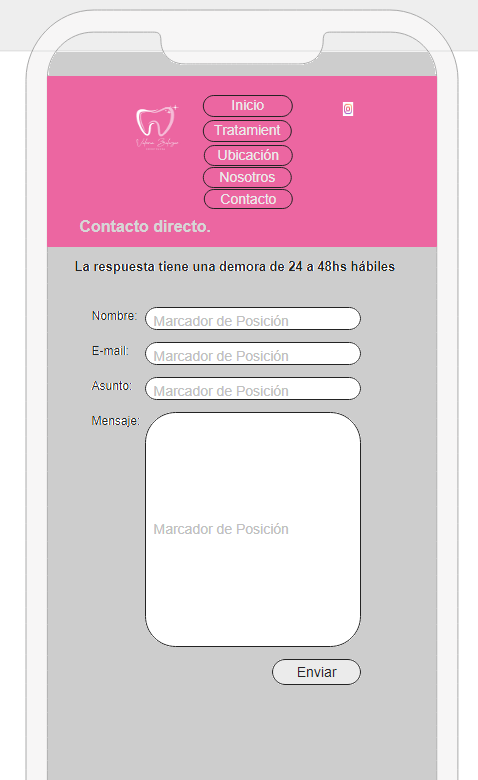 Inicio
Tratamient
Ubicación
Nosotros
Contacto
Contacto directo.
La respuesta tiene una demora de 24 a 48hs hábiles
Nombre:
Marcador de Posición
E-mail:
Marcador de Posición
Asunto:
Marcador de Posición
Mensaje:
Marcador de Posición
Enviar